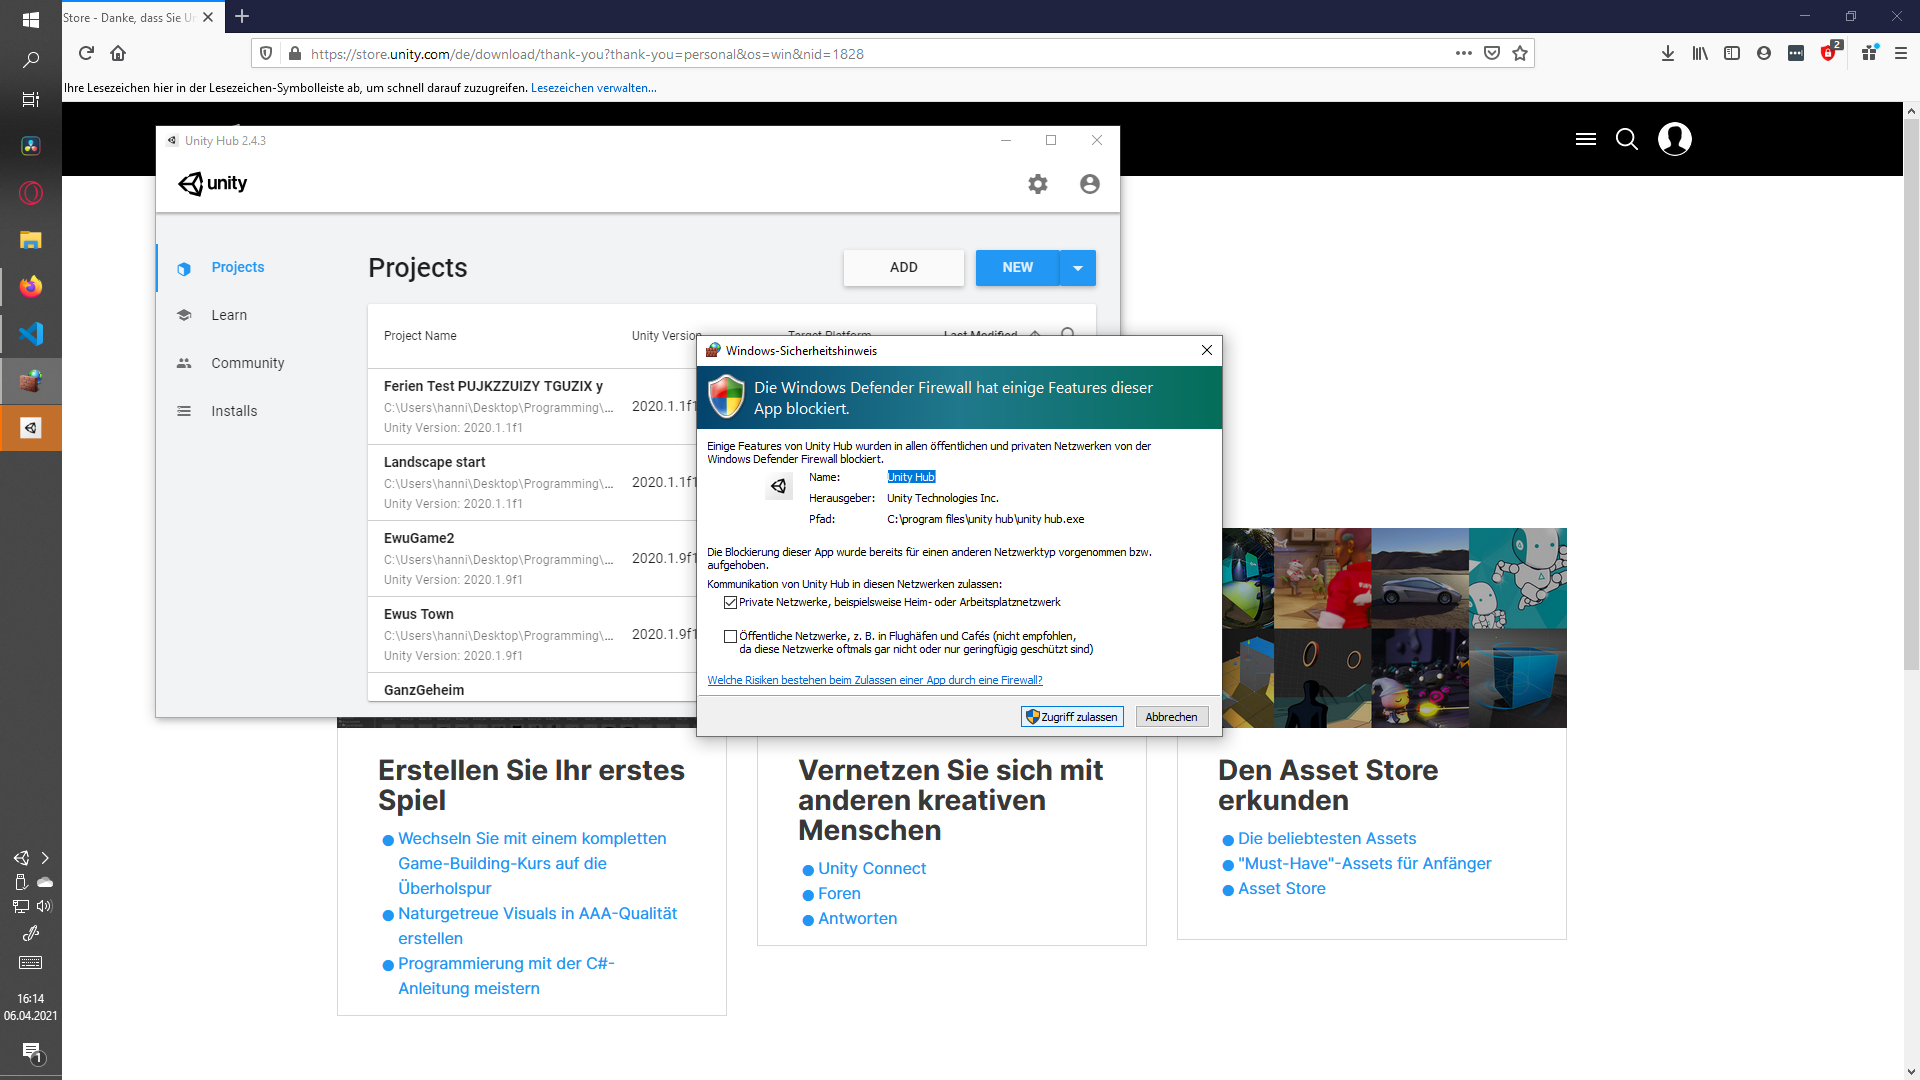 Store - Danke, dass Sie Un
https://store.unity.com/de/download/thank-you?thank-you=personal&os=win&nid=1828
2
Ihre Lesezeichen hier in der Lesezeichen-Symbolleiste ab, um schnell darauf zuzugreifen. Lesezeichen verwalten...
Unity Hub 2.4.3
unity
Projects
Learn
Community
Installs
Projects
ADD
NEW
Project Name
Unity Version
Target Platform
Last Modified
Ferien Test PUJKZZUIZY TGUZIX y
C:\Users\hanni\Desktop\Programming\...
Unity Version: 2020.1.1f1
2020.1.1f1
Landscape start
C:\Users\hanni\Desktop\Programming\...
Unity Version: 2020.1.1f1
2020.1.1f1
EwuGame2
C:\Users\hanni\Desktop\Programming\...
Unity Version: 2020.1.9f1
2020.1.9f1
Ewus Town
C:\Users\hanni\Desktop\Programming\...
Unity Version: 2020.1.9f1
2020.1.9f1
GanzGeheim
Windows-Sicherheitshinweis
Die Windows Defender Firewall hat einige Features dieser
App blockiert.
Einige Features von Unity Hub wurden in allen öffentlichen und privaten Netzwerken von der
Windows Defender Firewall blockiert.
Name: Unity Hub
Herausgeber: Unity Technologies Inc.
Pfad: C:\program files\unity hub\unity hub.exe
Die Blockierung dieser App wurde bereits für einen anderen Netzwerktyp vorgenommen bzw.
aufgehoben.
Kommunikation von Unity Hub in diesen Netzwerken zulassen:
Private Netzwerke, beispielsweise Heim- oder Arbeitsplatznetzwerk
Öffentliche Netzwerke, z. B. in Flughäfen und Cafés (nicht empfohlen,
da diese Netzwerke oftmals gar nicht oder nur geringfügig geschützt sind)
Welche Risiken bestehen beim Zulassen einer App durch eine Firewall?
Zugriff zulassen
Abbrechen
Erstellen Sie Ihr erstes
Spiel
Wechseln Sie mit einem kompletten
Game-Building-Kurs auf die
Überholspur
Naturgetreue Visuals in AAA-Qualität
erstellen
Programmierung mit der C#-
Anleitung meistern
Vernetzen Sie sich mit
anderen kreativen
Menschen
Unity Connect
Foren
Antworten
Den Asset Store
erkunden
Die beliebtesten Assets
"Must-Have"-Assets für Anfänger
Asset Store
16:14
06.04.2021
1